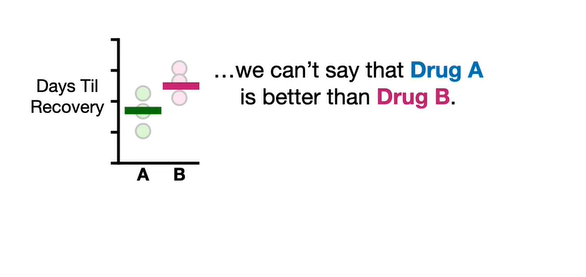 Days Til
Recovery
A
B
…we can’t say that Drug A
is better than Drug B.